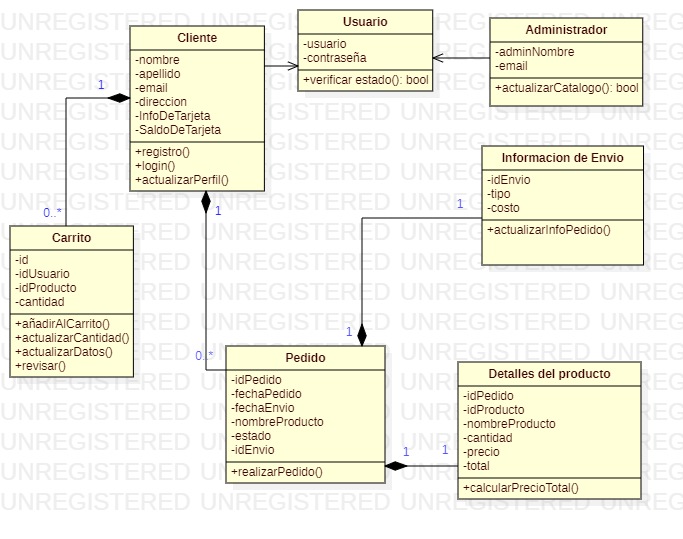 Cliente
-nombre
-apellido
-email
-direccion
-InfoDeTarjeta
-SaldoDeTarjeta
+registro()
+login()
+actualizarPerfil()
Usuario
-usuario
-contraseña
+verificar estado(): bool
Administrador
-adminNombre
-email
+actualizarCatalogo(): bool
1
0..*
1
0..*
Carrito
-id
-idUsuario
-idProducto
-cantidad
+añadirAlCarrito()
+actualizarCantidad()
+actualizarDatos()
+revisar()
Informacion de Envio
-idEnvio
-tipo
-costo
+actualizarInfoPedido()
1
1
Pedido
-idPedido
-fechaPedido
-fechaEnvio
-nombreProducto
-estado
-idEnvio
+realizarPedido()
1
1
Detalles del producto
-idPedido
-idProducto
-nombreProducto
-cantidad
-precio
-total
+calcularPrecioTotal()
UNREGISTERED